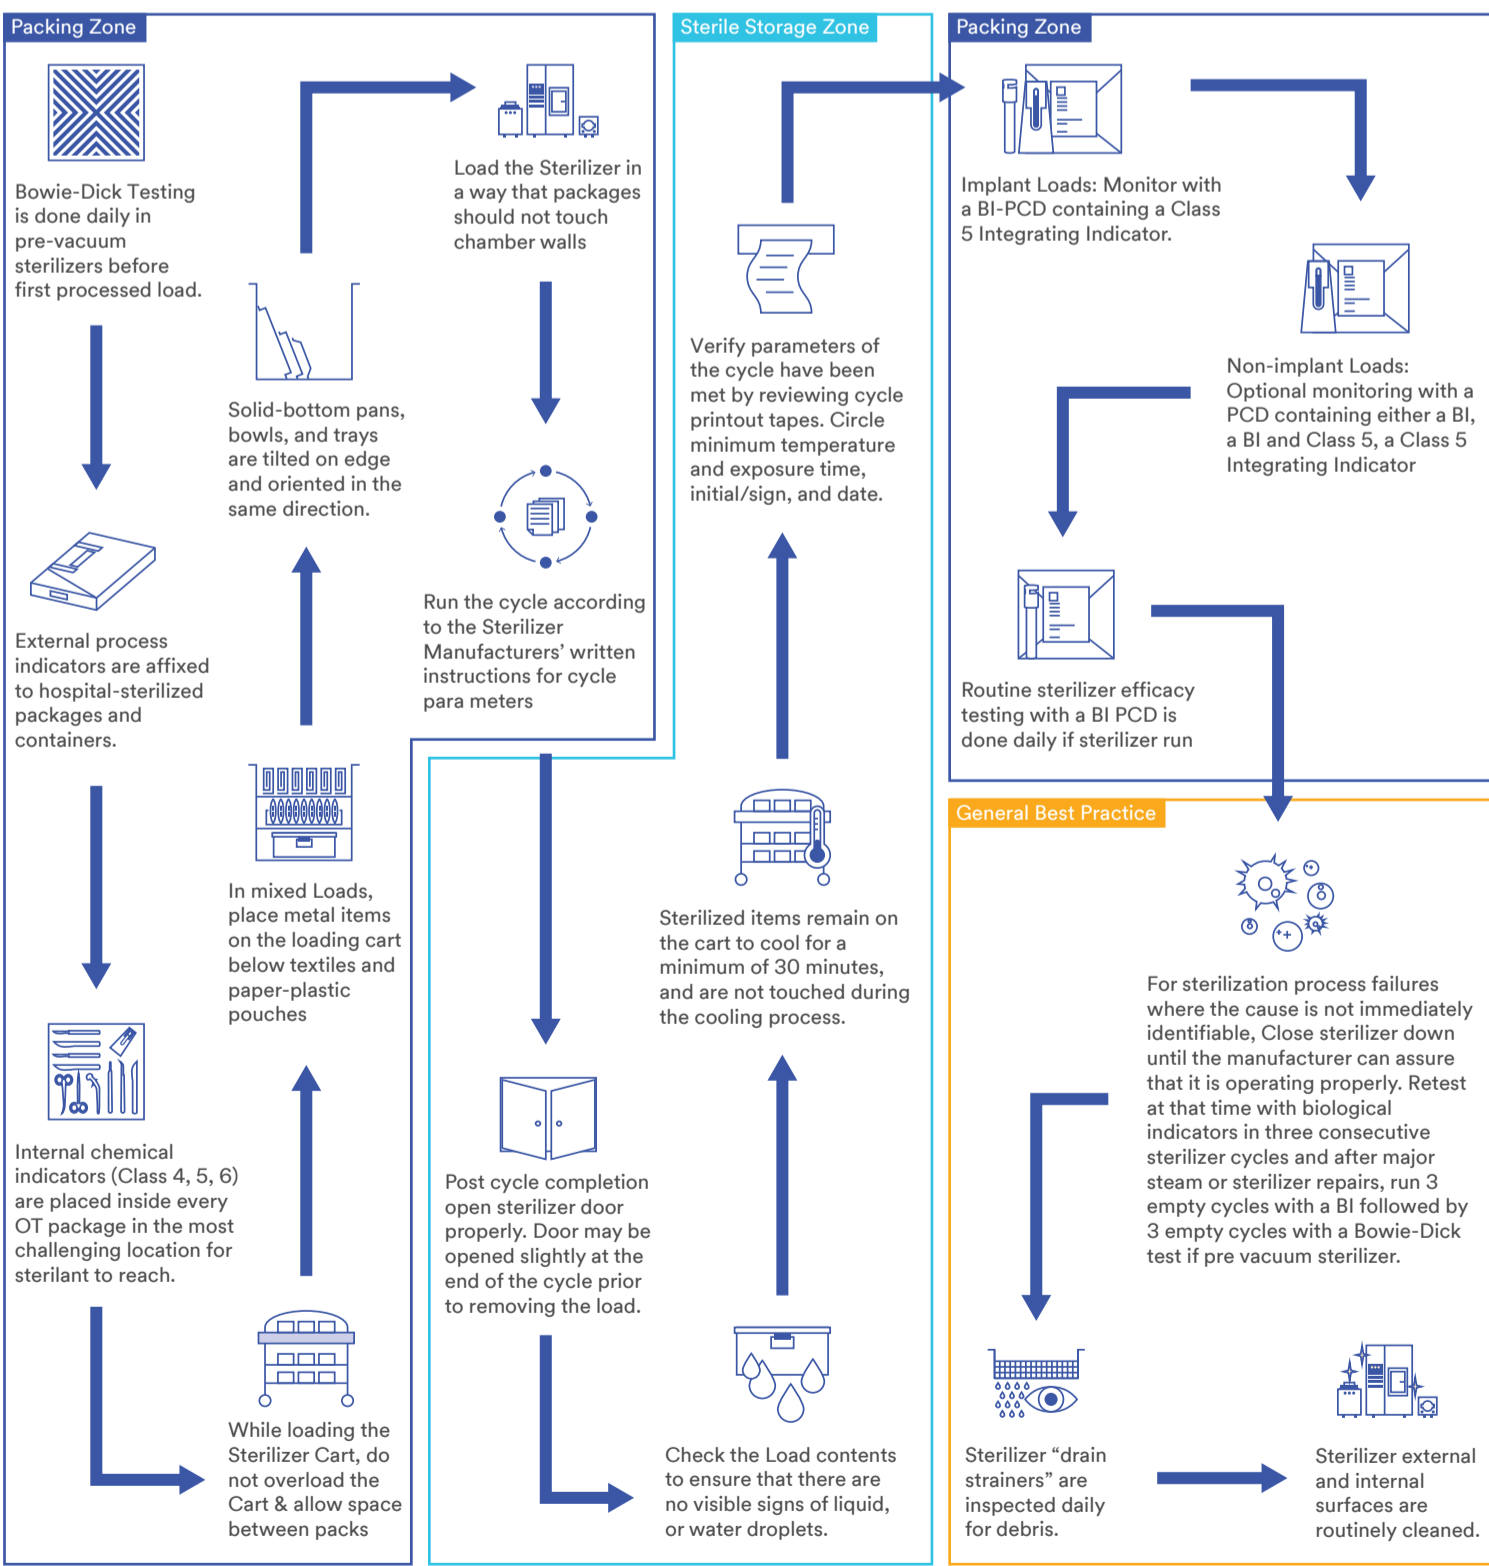 Packing Zone
Bowie-Dick Testing
is done daily in
pre-vacuum
sterilizers before
first processed load.
External process
indicators are affixed
to hospital-sterilized
packages and
containers.
Internal chemical
indicators (Class 4, 5, 6)
are placed inside every
OT package in the most
challenging location for
sterilant to reach.
While loading the
Sterilizer Cart, do
not overload the
Cart & allow space
between packs
In mixed Loads,
place metal items
on the loading cart
below textiles and
paper-plastic
pouches
Solid-bottom pans,
bowls, and trays
are tilted on edge
and oriented in the
same direction.
Load the Sterilizer in
a way that packages
should not touch
chamber walls
Run the cycle according
to the Sterilizer
Manufacturers’ written
instructions for cycle
para meters
Sterile Storage Zone
Post cycle completion
open sterilizer door
properly. Door may be
opened slightly at the
end of the cycle prior
to removing the load.
Check the Load contents
to ensure that there are
no visible signs of liquid,
or water droplets.
Sterilized items remain on
the cart to cool for a
minimum of 30 minutes,
and are not touched during
the cooling process.
Verify parameters of
the cycle have been
met by reviewing cycle
printout tapes. Circle
minimum temperature
and exposure time,
initial/sign, and date.
Packing Zone
Implant Loads: Monitor with
a BI-PCD containing a Class
5 Integrating Indicator.
Non-implant Loads:
Optional monitoring with a
PCD containing either a BI,
a BI and Class 5, a Class 5
Integrating Indicator
Routine sterilizer efficacy
testing with a BI PCD is
done daily if sterilizer run
General Best Practice
For sterilization process failures
where the cause is not immediately
identifiable, Close sterilizer down
until the manufacturer can assure
that it is operating properly. Retest
at that time with biological
indicators in three consecutive
sterilizer cycles and after major
steam or sterilizer repairs, run 3
empty cycles with a BI followed by
3 empty cycles with a Bowie-Dick
test if pre vacuum sterilizer.
Sterilizer “drain
strainers” are
inspected daily
for debris.
Sterilizer external
and internal
surfaces are
routinely cleaned.